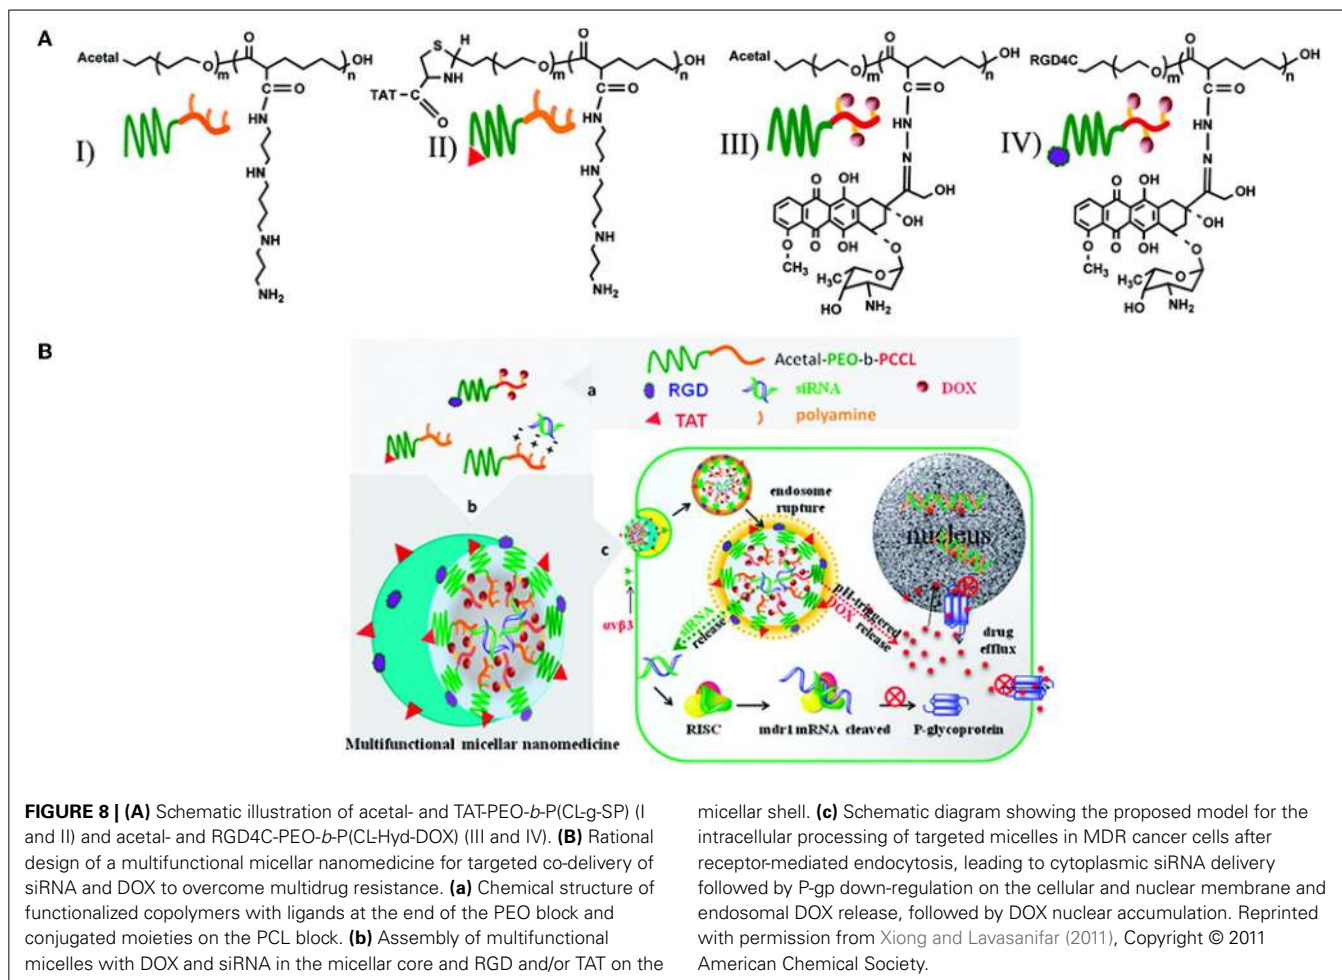 A
Acetal
O
m
O
n
OH
C=O
HN
HN
NH
NH2
I)
S
H
NH
TAT
C
O
O
m
O
n
OH
C=O
HN
HN
NH
NH2
II)
Acetal
O
m
O
n
OH
C=O
HN
HN
N
OH
O
OH
OH
O
OH
O
CH3
O
H3C
O
HO
NH2
III)
RGD4C
O
m
O
n
OH
C=O
HN
HN
N
OH
O
OH
OH
O
OH
O
CH3
O
H3C
O
HO
NH2
IV)
B
a
Acetal-PEO-b-PCCL
RGD
siRNA
DOX
TAT
polyamine
b
Multifunctional micellar nanomedicine
c
αvβ3
endosome
rupture
nucleus
siRNA
release
pH-triggered
DOX
release
drug
efflux
RISC
mdr1 mRNA cleaved
P-glycoprotein
FIGURE 8 | (A) Schematic illustration of acetal- and TAT-PEO-b-P(CL-g-SP) (I
and II) and acetal- and RGD4C-PEO-b-P(CL-Hyd-DOX) (III and IV). (B) Rational
design of a multifunctional micellar nanomedicine for targeted co-delivery of
siRNA and DOX to overcome multidrug resistance. (a) Chemical structure of
functionalized copolymers with ligands at the end of the PEO block and
conjugated moieties on the PCL block. (b) Assembly of multifunctional
micelles with DOX and siRNA in the micellar core and RGD and/or TAT on the
micellar shell. (c) Schematic diagram showing the proposed model for the
intracellular processing of targeted micelles in MDR cancer cells after
receptor-mediated endocytosis, leading to cytoplasmic siRNA delivery
followed by P-gp down-regulation on the cellular and nuclear membrane and
endosomal DOX release, followed by DOX nuclear accumulation. Reprinted
with permission from Xiong and Lavasanifar (2011), Copyright © 2011
American Chemical Society.